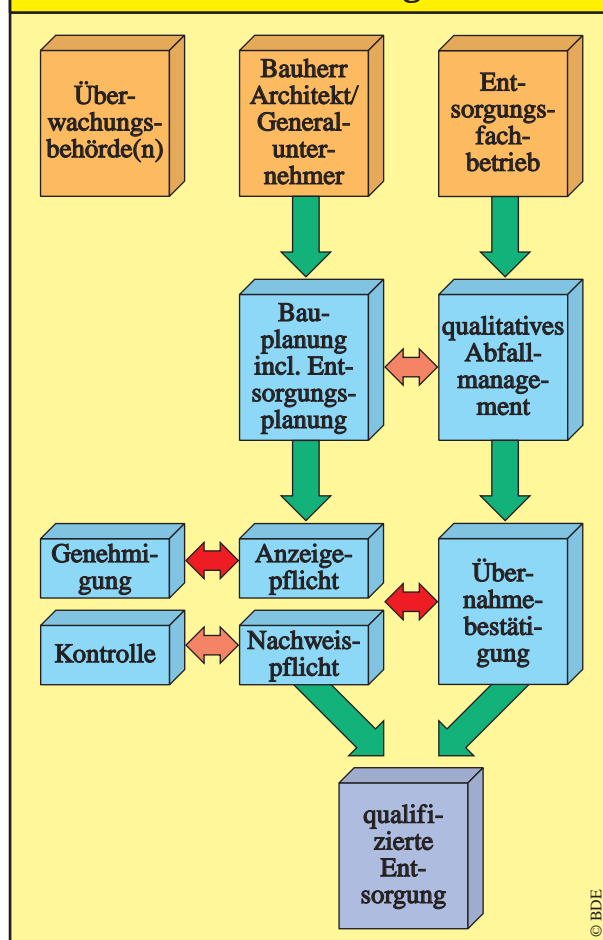 Über-
wachungs-
behörde(n)
Bauherr
Architekt/
General-
unter-
nehmer
Ent-
sorgungs-
fach-
betrieb
Bau-
planung
incl. Ent-
sorgungs-
planung
qualitatives
Abfall-
manage-
ment
Genehmi-
gung
Anzeige-
pflicht
Über-
nahme-
bestäti-
gung
Kontrolle
Nachweis-
pflicht
qualifi-
zierte
Ent-
sorgung
© BDE